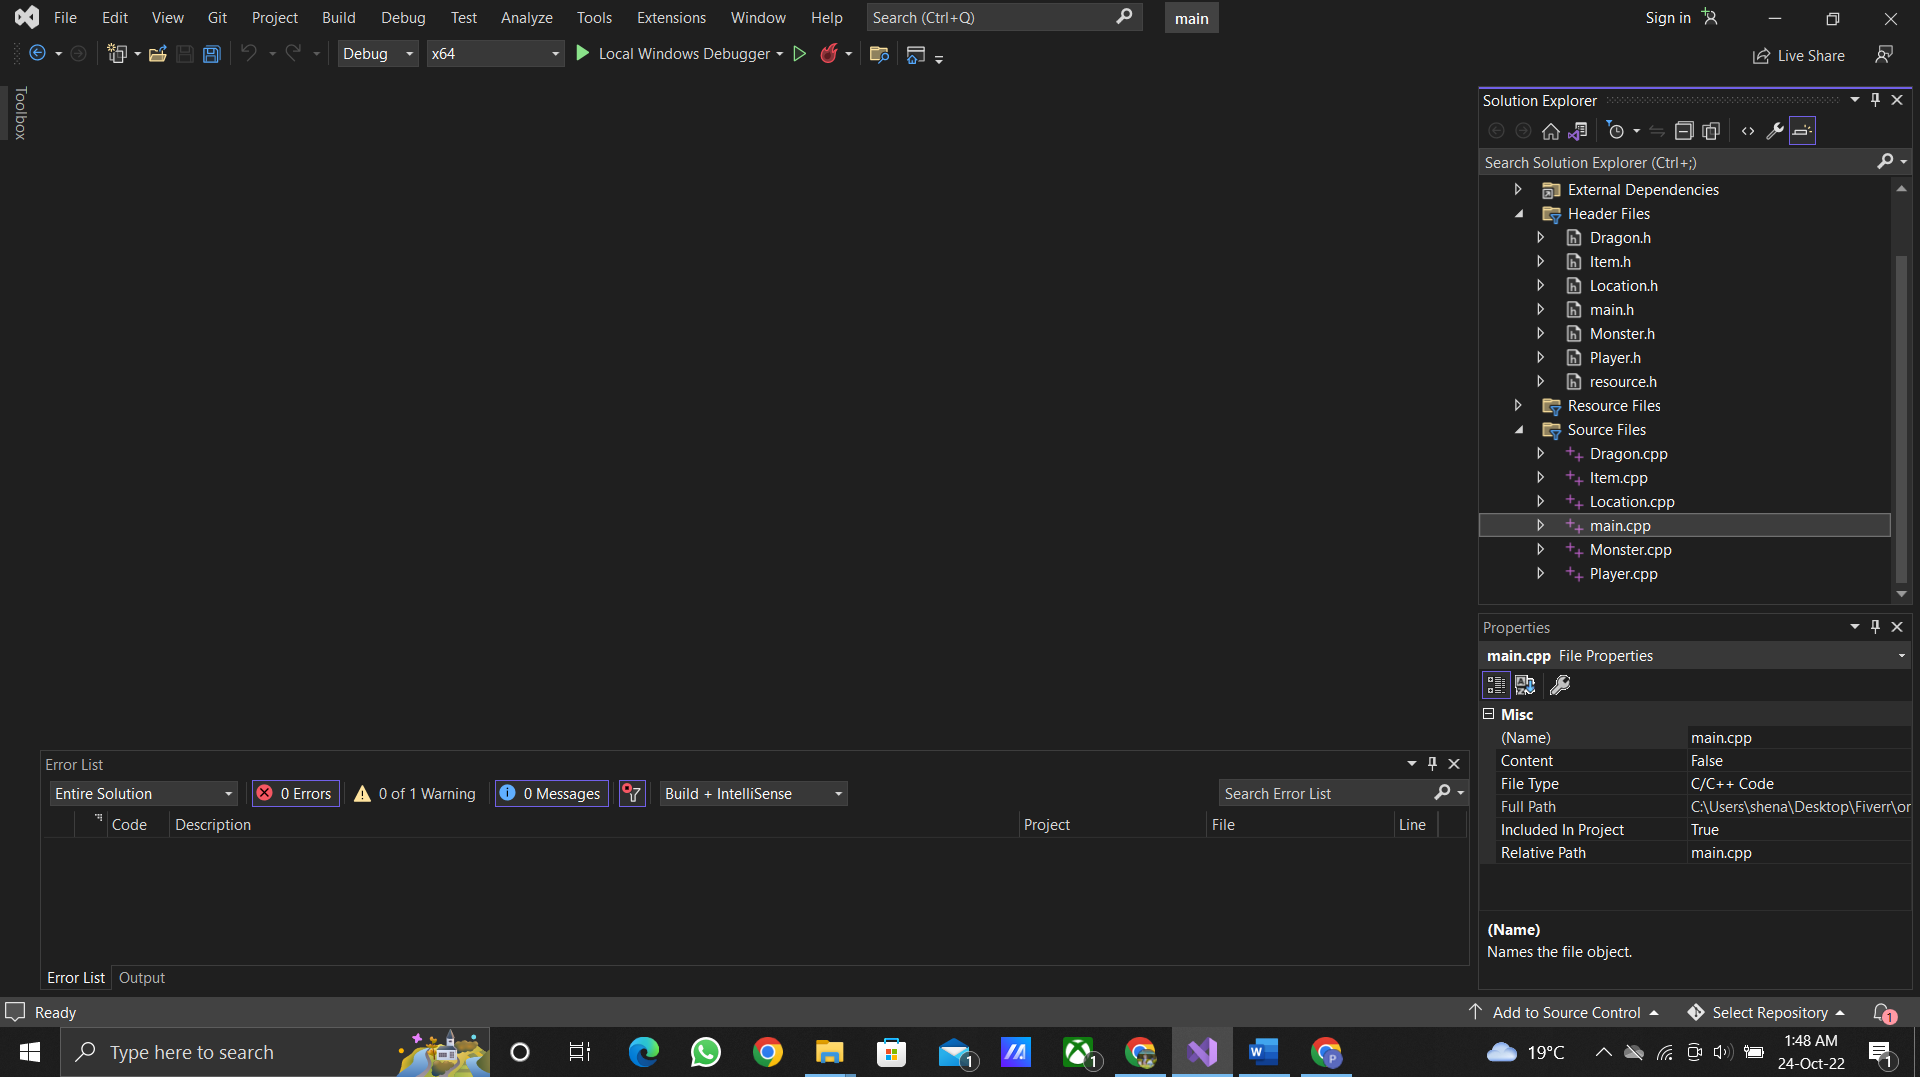 File Edit View Git Project Build Debug Test Analyze Tools Extensions Window Help Search (Ctrl+Q) main Sign in
Debug x64 Local Windows Debugger Live Share
Toolbox
Solution Explorer
Search Solution Explorer (Ctrl+;)
External Dependencies
Header Files
Dragon.h
Item.h
Location.h
main.h
Monster.h
Player.h
resource.h
Resource Files
Source Files
Dragon.cpp
Item.cpp
Location.cpp
main.cpp
Monster.cpp
Player.cpp
Properties
main.cpp File Properties
Misc
(Name) main.cpp
Content False
File Type C/C++ Code
Full Path C:\Users\shena\Desktop\Fiverr\or
Included In Project True
Relative Path main.cpp
(Name)
Names the file object.
Error List
Entire Solution 0 Errors 0 of 1 Warning 0 Messages Build + IntelliSense Search Error List
Code Description Project File Line
Error List Output
Ready Add to Source Control Select Repository 1
Type here to search 1 1 19°C 1:48 AM
24-Oct-22 1